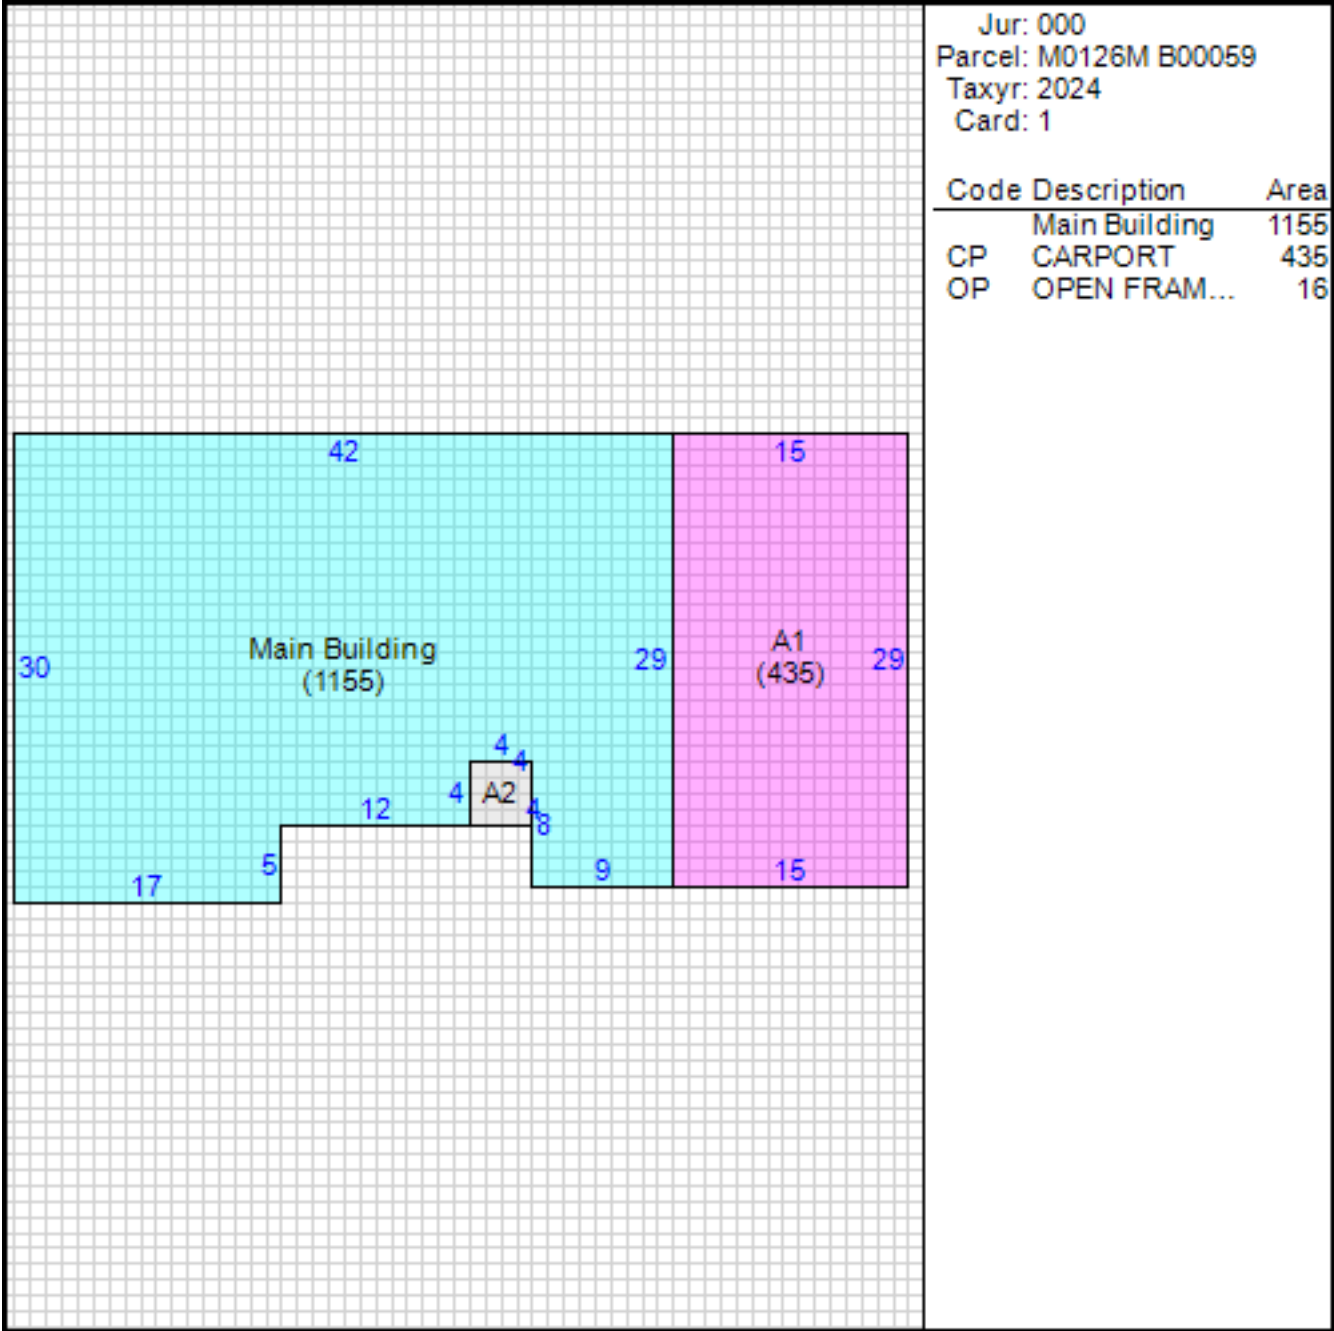 Jur: 000
Parcel: M0126M B00059
Taxyr: 2024
Card: 1
Code Description Area
Main Building 1155
CP CARPORT 435
OP OPEN FRAM... 16
42
15
Main Building
(1155)
30
29
A1
(435)
29
4
4
4
A2
4
8
12
5
17
9
15